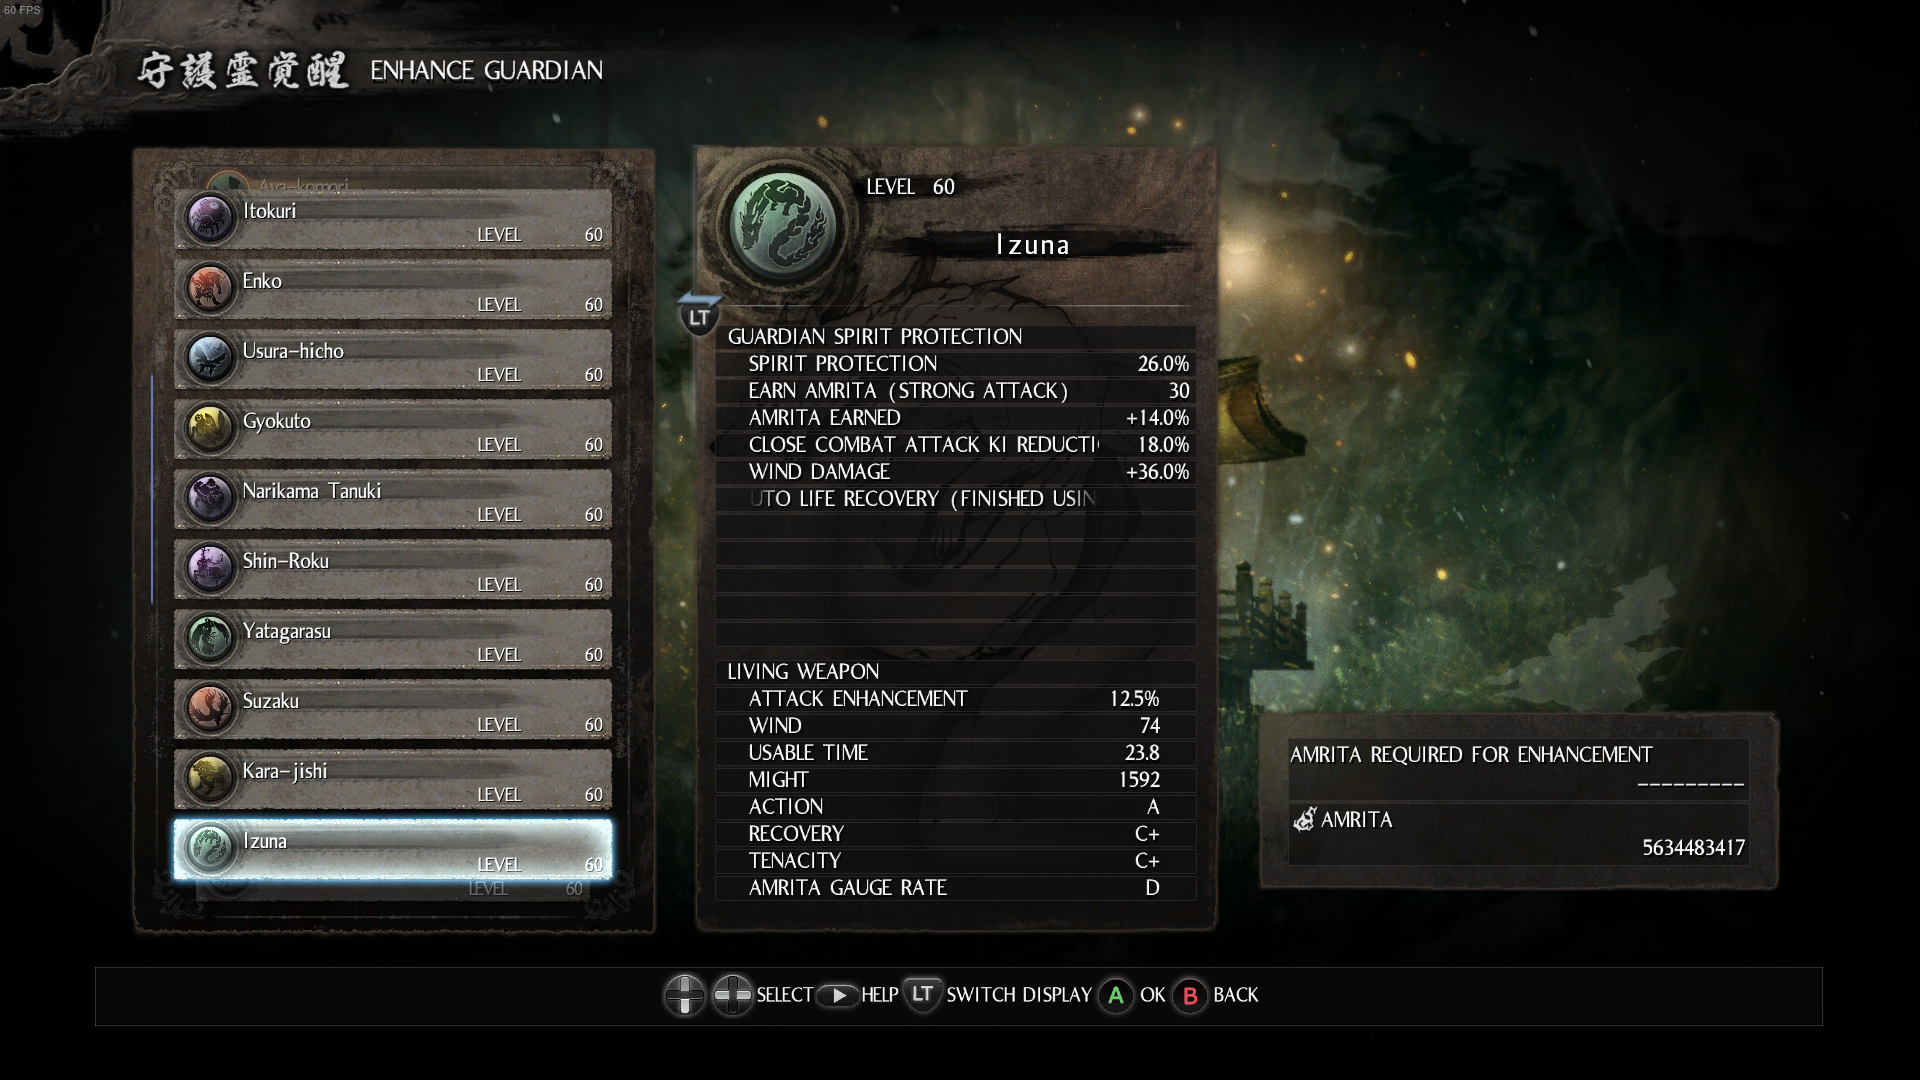 60 FPS
守護霊覚醒 ENHANCE GUARDIAN
Aya-komori
Itokuri
LEVEL 60
Enko
LEVEL 60
Usura-hicho
LEVEL 60
Gyokuto
LEVEL 60
Narikama Tanuki
LEVEL 60
Shin-Roku
LEVEL 60
Yatagarasu
LEVEL 60
Suzaku
LEVEL 60
Kara-jishi
LEVEL 60
Izuna
LEVEL 60
LEVEL 60
LEVEL 60
Izuna
LT
GUARDIAN SPIRIT PROTECTION
SPIRIT PROTECTION 26.0%
EARN AMRITA (STRONG ATTACK) 30
AMRITA EARNED +14.0%
CLOSE COMBAT ATTACK KI REDUCTI 18.0%
WIND DAMAGE +36.0%
UTO LIFE RECOVERY (FINISHED USIN
LIVING WEAPON
ATTACK ENHANCEMENT 12.5%
WIND 74
USABLE TIME 23.8
MIGHT 1592
ACTION A
RECOVERY C+
TENACITY C+
AMRITA GAUGE RATE D
AMRITA REQUIRED FOR ENHANCEMENT
---------
AMRITA
5634483417
SELECT HELP LT SWITCH DISPLAY A OK B BACK